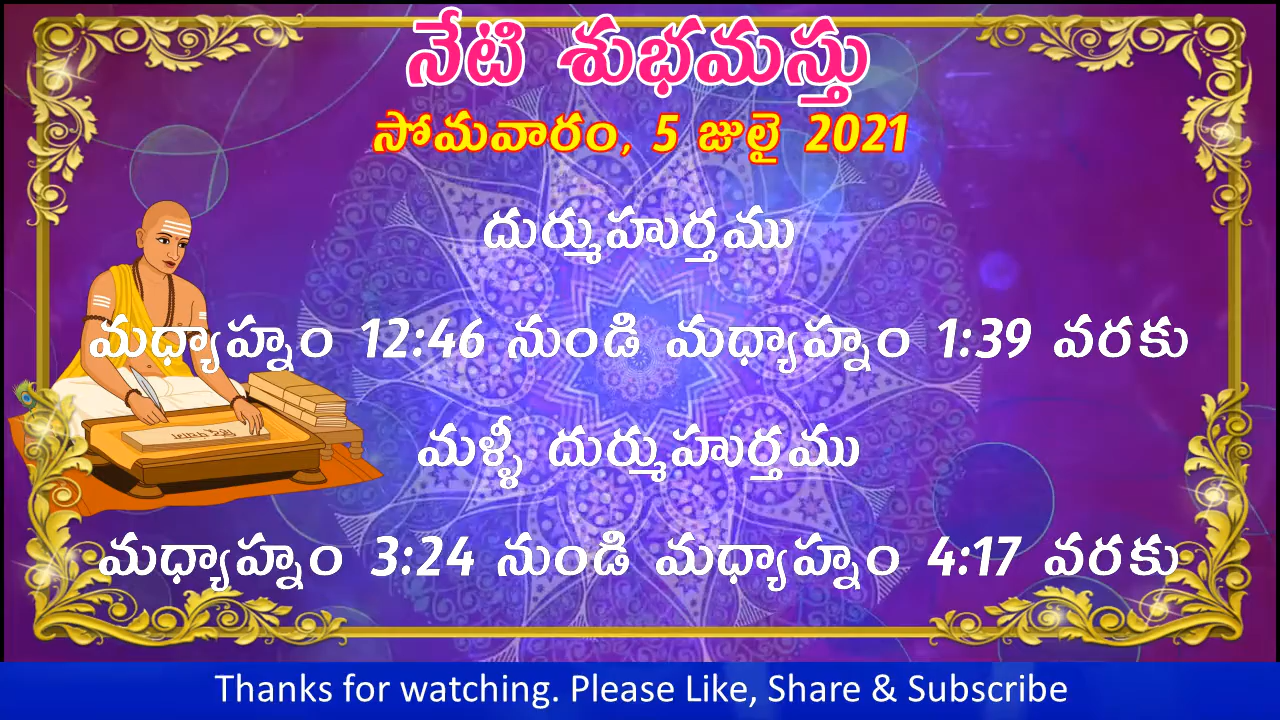 నేటి శుభమస్తు
సోమవారం, 5 జులై 2021
దుర్ముహుర్తము
మధ్యాహ్నం 12:46 నుండి మధ్యాహ్నం 1:39 వరకు
మళ్ళీ దుర్ముహుర్తము
మధ్యాహ్నం 3:24 నుండి మధ్యాహ్నం 4:17 వరకు
Thanks for watching. Please Like, Share & Subscribe